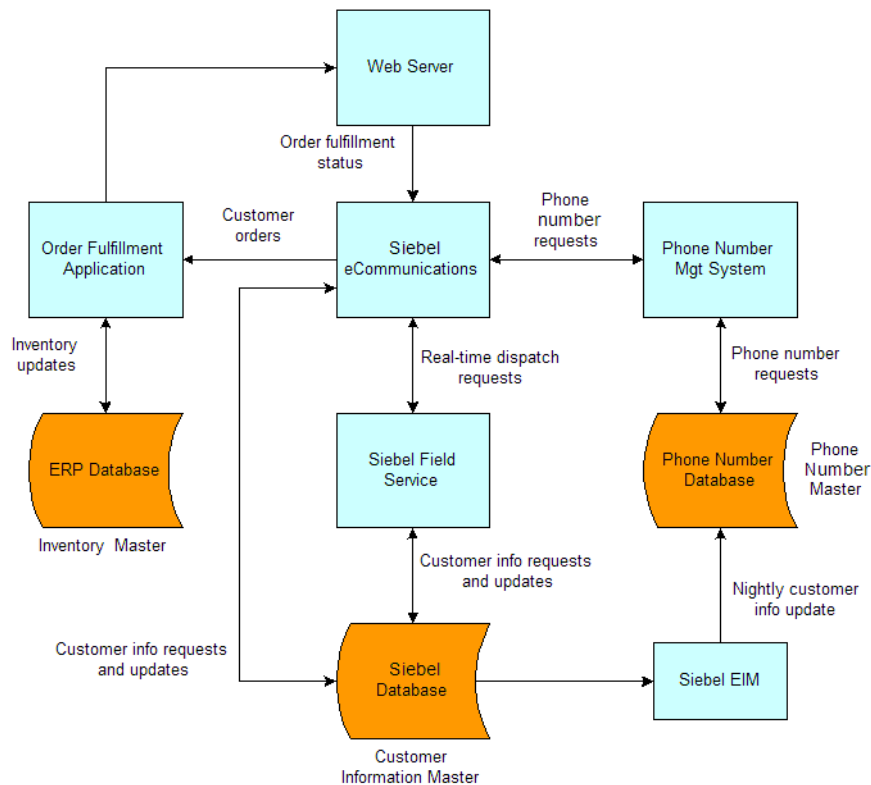 Web Server
Order fulfillment
status
Customer
orders
Phone
number
requests
Order Fulfillment
Application
Siebel
eCommunications
Phone Number
Mgt System
Inventory
updates
Real-time dispatch
requests
Phone number
requests
ERP Database
Inventory Master
Siebel Field
Service
Phone Number
Database
Phone
Number
Master
Customer info requests
and updates
Nightly customer
info update
Customer info requests
and updates
Siebel
Database
Siebel EIM
Customer
Information Master